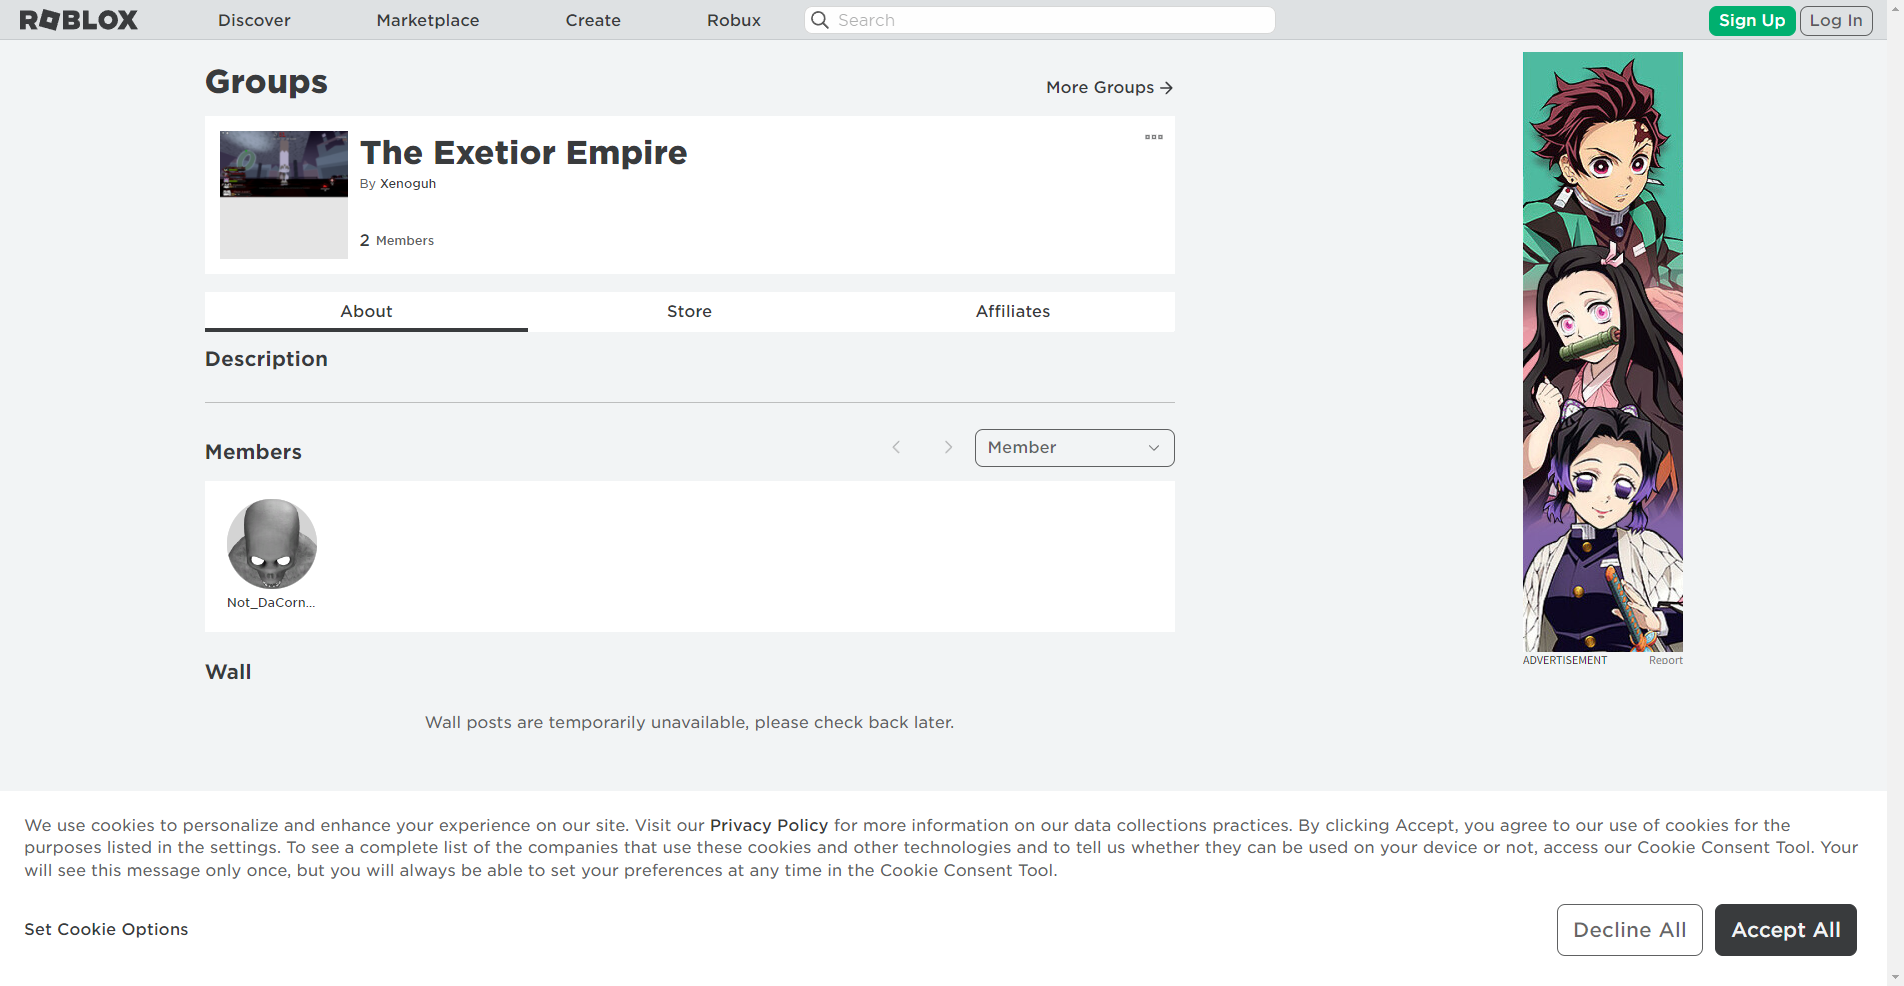 ROBLOX
Discover
Marketplace
Create
Robux
Search
Sign Up
Log In
Groups
More Groups
The Exetior Empire
By Xenoguh
2 Members
About
Store
Affiliates
Description
Members
Member
Not_DaCorn...
Wall
Wall posts are temporarily unavailable, please check back later.
ADVERTISEMENT
Report
We use cookies to personalize and enhance your experience on our site. Visit our Privacy Policy for more information on our data collections practices. By clicking Accept, you agree to our use of cookies for the
purposes listed in the settings. To see a complete list of the companies that use these cookies and other technologies and to tell us whether they can be used on your device or not, access our Cookie Consent Tool. Your
will see this message only once, but you will always be able to set your preferences at any time in the Cookie Consent Tool.
Set Cookie Options
Decline All
Accept All